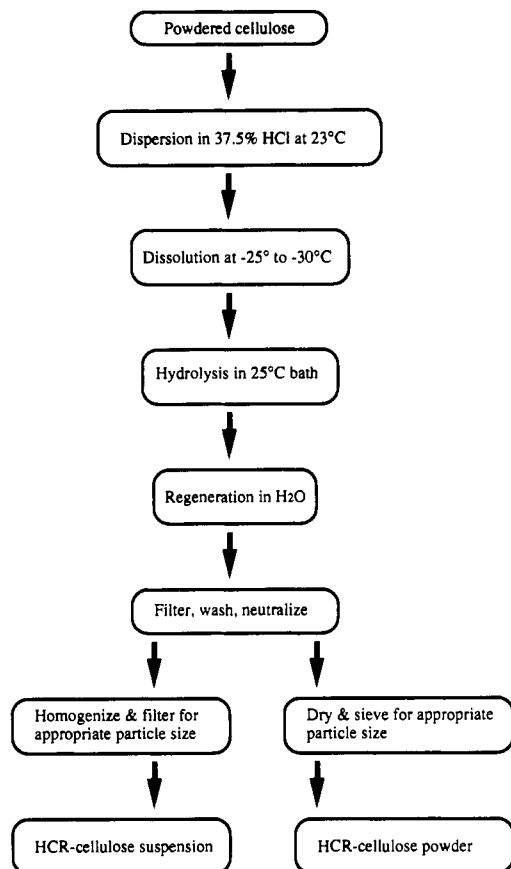 Powdered cellulose
Dispersion in 37.5% HCl at 23°C
Dissolution at -25° to -30°C
Hydrolysis in 25°C bath
Regeneration in H2O
Filter, wash, neutralize
Homogenize & filter for
appropriate particle size
Dry & sieve for appropriate
particle size
HCR-cellulose suspension
HCR-cellulose powder